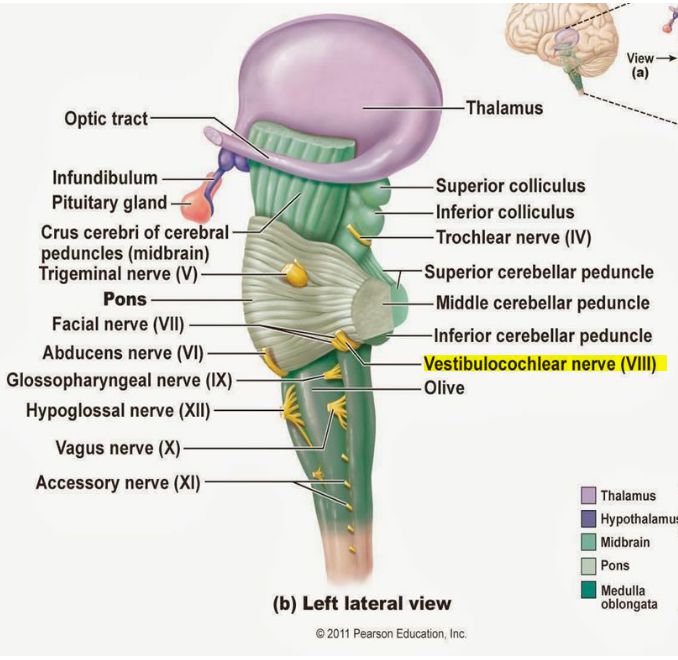 View
(a)
Thalamus
Optic tract
Infundibulum
Pituitary gland
Superior colliculus
Inferior colliculus
Crus cerebri of cerebral
peduncles (midbrain)
Trochlear nerve (IV)
Trigeminal nerve (V)
Superior cerebellar peduncle
Pons
Middle cerebellar peduncle
Facial nerve (VII)
Inferior cerebellar peduncle
Abducens nerve (VI)
Vestibulocochlear nerve (VIII)
Glossopharyngeal nerve (IX)
Olive
Hypoglossal nerve (XII)
Vagus nerve (X)
Accessory nerve (XI)
Thalamus
Hypothalamus
Midbrain
Pons
Medulla
oblongata
(b) Left lateral view
© 2011 Pearson Education, Inc.